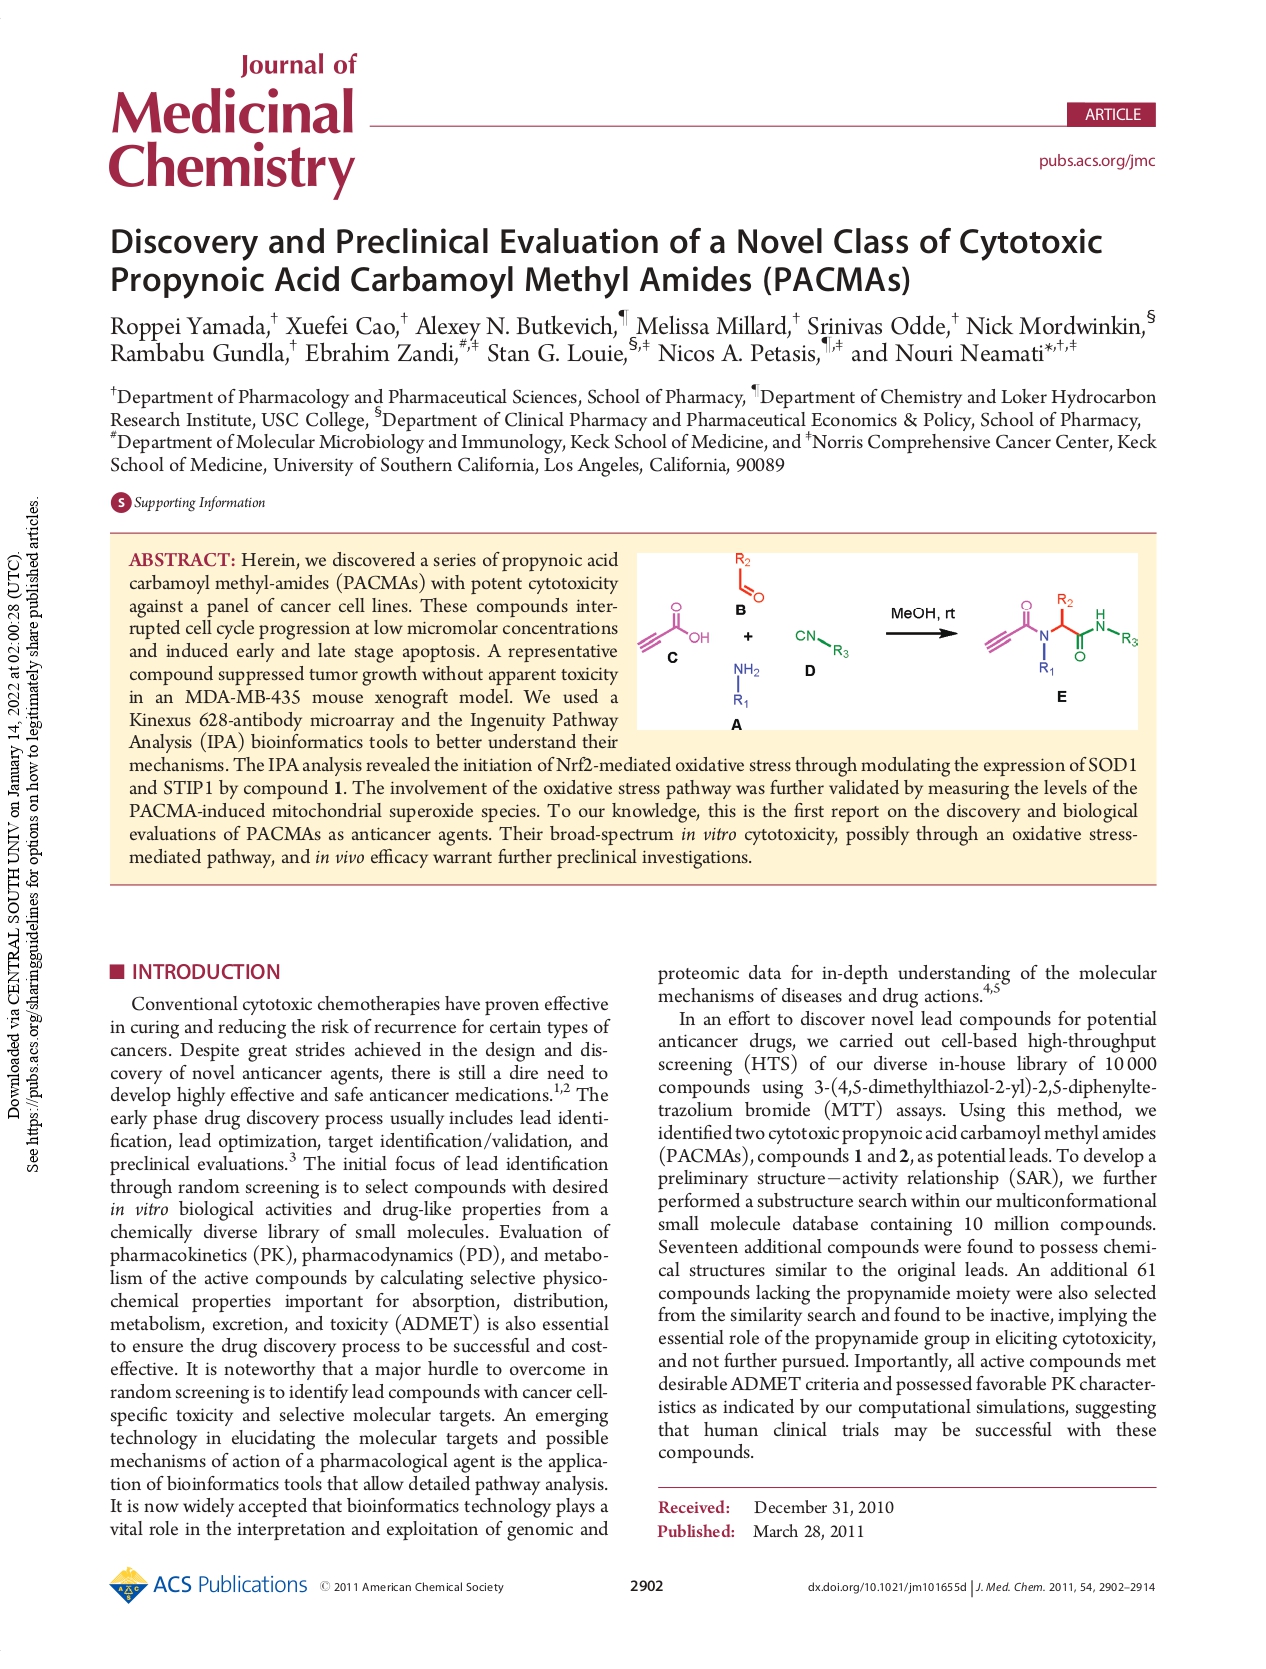 Journal of
Medicinal
Chemistry
ARTICLE
pubs.acs.org/jmc
Discovery and Preclinical Evaluation of a Novel Class of Cytotoxic
Propynoic Acid Carbamoyl Methyl Amides (PACMAs)
Roppei Yamada,† Xuefei Cao,† Alexey N. Butkevich,¶ Melissa Millard,† Srinivas Odde,† Nick Mordwinkin,§
Rambabu Gundla,† Ebrahim Zandi,#,‡ Stan G. Louie,§,‡ Nicos A. Petasis,¶,‡ and Nouri Neamati*,†,‡
†Department of Pharmacology and Pharmaceutical Sciences, School of Pharmacy, ¶Department of Chemistry and Loker Hydrocarbon
Research Institute, USC College, §Department of Clinical Pharmacy and Pharmaceutical Economics & Policy, School of Pharmacy,
#Department of Molecular Microbiology and Immunology, Keck School of Medicine, and ‡Norris Comprehensive Cancer Center, Keck
School of Medicine, University of Southern California, Los Angeles, California, 90089
S Supporting Information
ABSTRACT: Herein, we discovered a series of propynoic acid
carbamoyl methyl-amides (PACMAs) with potent cytotoxicity
against a panel of cancer cell lines. These compounds inter-
rupted cell cycle progression at low micromolar concentrations
and induced early and late stage apoptosis. A representative
compound suppressed tumor growth without apparent toxicity
in an MDA-MB-435 mouse xenograft model. We used a
Kinexus 628-antibody microarray and the Ingenuity Pathway
Analysis (IPA) bioinformatics tools to better understand their
mechanisms. The IPA analysis revealed the initiation of Nrf2-mediated oxidative stress through modulating the expression of SOD1
and STIP1 by compound 1. The involvement of the oxidative stress pathway was further validated by measuring the levels of the
PACMA-induced mitochondrial superoxide species. To our knowledge, this is the first report on the discovery and biological
evaluations of PACMAs as anticancer agents. Their broad-spectrum in vitro cytotoxicity, possibly through an oxidative stress-
mediated pathway, and in vivo efficacy warrant further preclinical investigations.
R2
O
B
O
OH
C
+
NH2
R1
A
CN
R3
D
MeOH, rt
O
R2
H
N
N
R3
R1
O
E
INTRODUCTION
Conventional cytotoxic chemotherapies have proven effective
in curing and reducing the risk of recurrence for certain types of
cancers. Despite great strides achieved in the design and dis-
covery of novel anticancer agents, there is still a dire need to
develop highly effective and safe anticancer medications.1,2 The
early phase drug discovery process usually includes lead identi-
fication, lead optimization, target identification/validation, and
preclinical evaluations.3 The initial focus of lead identification
through random screening is to select compounds with desired
in vitro biological activities and drug-like properties from a
chemically diverse library of small molecules. Evaluation of
pharmacokinetics (PK), pharmacodynamics (PD), and metabo-
lism of the active compounds by calculating selective physico-
chemical properties important for absorption, distribution,
metabolism, excretion, and toxicity (ADMET) is also essential
to ensure the drug discovery process to be successful and cost-
effective. It is noteworthy that a major hurdle to overcome in
random screening is to identify lead compounds with cancer cell-
specific toxicity and selective molecular targets. An emerging
technology in elucidating the molecular targets and possible
mechanisms of action of a pharmacological agent is the applica-
tion of bioinformatics tools that allow detailed pathway analysis.
It is now widely accepted that bioinformatics technology plays a
vital role in the interpretation and exploitation of genomic and
proteomic data for in-depth understanding of the molecular
mechanisms of diseases and drug actions.4,5
In an effort to discover novel lead compounds for potential
anticancer drugs, we carried out cell-based high-throughput
screening (HTS) of our diverse in-house library of 10 000
compounds using 3-(4,5-dimethylthiazol-2-yl)-2,5-diphenylte-
trazolium bromide (MTT) assays. Using this method, we
identified two cytotoxic propynoic acid carbamoyl methyl amides
(PACMAs), compounds 1 and 2, as potential leads. To develop a
preliminary structure−activity relationship (SAR), we further
performed a substructure search within our multiconformational
small molecule database containing 10 million compounds.
Seventeen additional compounds were found to possess chemi-
cal structures similar to the original leads. An additional 61
compounds lacking the propynamide moiety were also selected
from the similarity search and found to be inactive, implying the
essential role of the propynamide group in eliciting cytotoxicity,
and not further pursued. Importantly, all active compounds met
desirable ADMET criteria and possessed favorable PK character-
istics as indicated by our computational simulations, suggesting
that human clinical trials may be successful with these
compounds.
Received: December 31, 2010
Published: March 28, 2011
ACS Publications © 2011 American Chemical Society
2902
dx.doi.org/10.1021/jm101655d | J. Med. Chem. 2011, 54, 2902–2914
Downloaded via CENTRAL SOUTH UNIV on January 14, 2022 at 02:00:28 (UTC).
See https://pubs.acs.org/sharingguidelines for options on how to legitimately share published articles.